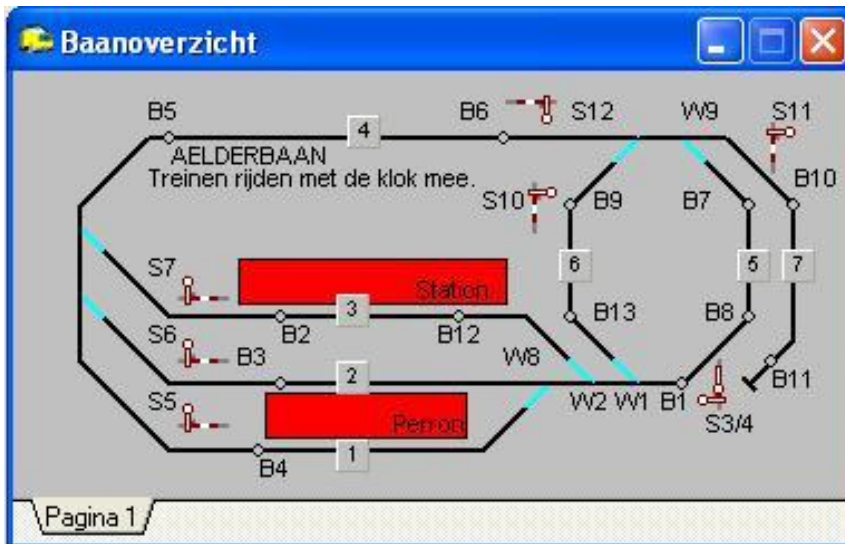 Baanoverzicht
B5 4 B6 S12 W9 S11
AELDERBAAN
Treinen rijden met de klok mee.
S10 B9 B7 B10
S7 Station 6 5 7
3
B2 B12 B13 B8
S6 B3 W8
2 B11
S5 W2 W1 B1 S3/4
Perron
B4 1
Pagina 1